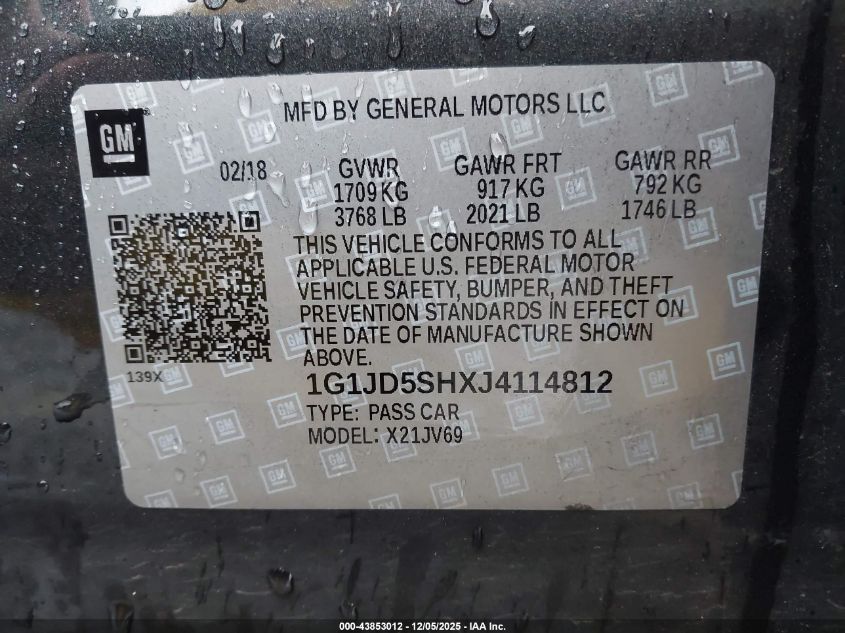 MFD BY GENERAL MOTORS LLC
GM
02/18 GVWR GAWR FRT GAWR RR
1709 KG 917 KG 792 KG
3768 LB 2021 LB 1746 LB
THIS VEHICLE CONFORMS TO ALL
APPLICABLE U.S. FEDERAL MOTOR
VEHICLE SAFETY, BUMPER, AND THEFT
PREVENTION STANDARDS IN EFFECT ON
THE DATE OF MANUFACTURE SHOWN
ABOVE.
139X
1G1JD5SHXJ4114812
TYPE: PASS CAR
MODEL: X21JV69
000-43853012 - 12/05/2025 - IAA Inc.